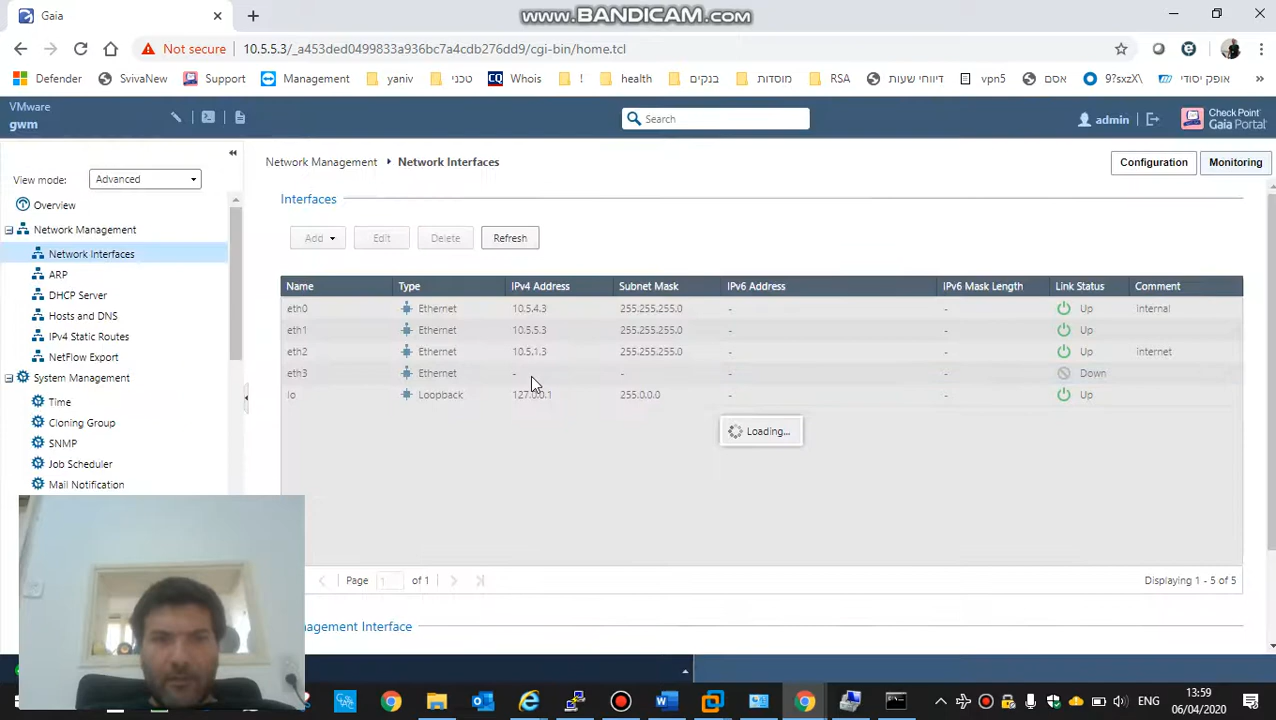 www.BANDICAM.com
Gaia
Not secure 10.5.5.3/_a453ded0499833a936bc7a4cdb276dd9/cgi-bin/home.tcl
Defender SvivaNew Support Management yaniv טכני Whois ! health בנקים מוסדות RSA דיווחי שעות vpn5 אסם 9?sxzX\ אופק יסודי »
VMware
gwm
Search
admin
Check Point
Gaia Portal
Network Management Network Interfaces
Configuration Monitoring
View mode: Advanced
Overview
Network Management
Network Interfaces
ARP
DHCP Server
Hosts and DNS
IPv4 Static Routes
NetFlow Export
System Management
Time
Cloning Group
SNMP
Job Scheduler
Mail Notification
Interfaces
Add Edit Delete Refresh
Name Type IPv4 Address Subnet Mask IPv6 Address IPv6 Mask Length Link Status Comment
eth0 Ethernet 10.5.4.3 255.255.255.0 - - Up internal
eth1 Ethernet 10.5.5.3 255.255.255.0 - - Up
eth2 Ethernet 10.5.1.3 255.255.255.0 - - Up internet
eth3 Ethernet - - - - Down
lo Loopback 127.0.0.1 255.0.0.0 - - Up
Loading...
Page 1 of 1
Displaying 1 - 5 of 5
agement Interface
ENG
13:59
06/04/2020